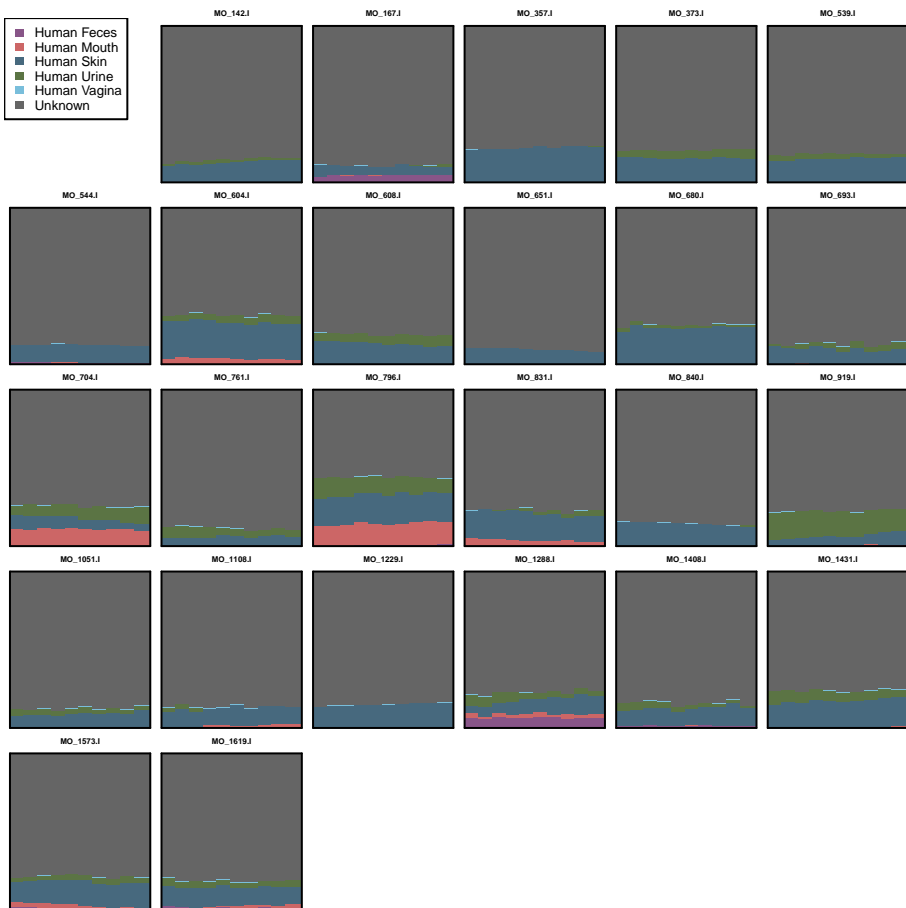 Human Feces
Human Mouth
Human Skin
Human Urine
Human Vagina
Unknown
MO_142.I
MO_167.I
MO_357.I
MO_373.I
MO_539.I
MO_544.I
MO_604.I
MO_608.I
MO_651.I
MO_680.I
MO_693.I
MO_704.I
MO_761.I
MO_796.I
MO_831.I
MO_840.I
MO_919.I
MO_1051.I
MO_1108.I
MO_1229.I
MO_1288.I
MO_1408.I
MO_1431.I
MO_1573.I
MO_1619.I